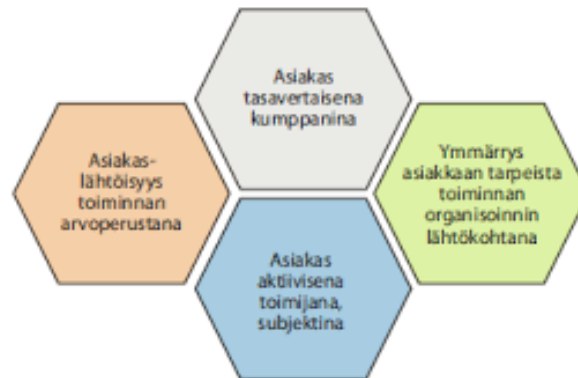 Asiakas
tasavertaisena
kumppanina
Asiakas-
lähtöisyys
toiminnan
arvoperustana
Ymmärrys
asiakkaan tarpeista
toiminnan
organisoinnin
lähtökohtana
Asiakas
aktiivisena
toimijana,
subjektina